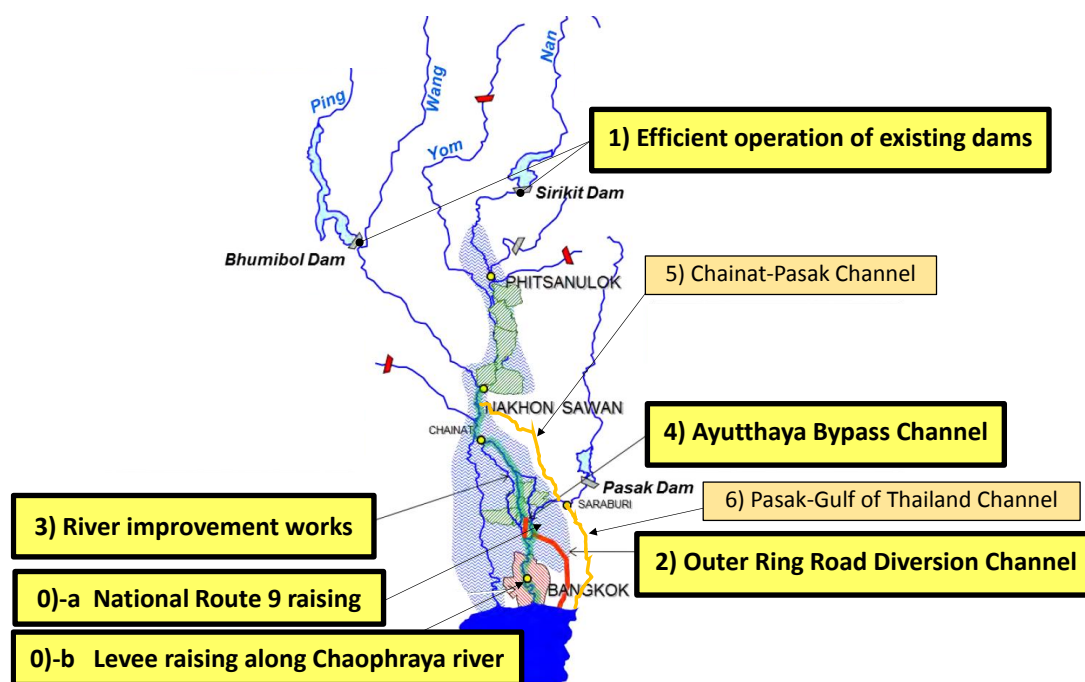 Nan
Wang
Ping
Yom
1) Efficient operation of existing dams
Sirikit Dam
Bhumibol Dam
PHITSANULOK
5) Chainat-Pasak Channel
NAKHON SAWAN
CHAINAT
4) Ayutthaya Bypass Channel
Pasak Dam
SARABURI
6) Pasak-Gulf of Thailand Channel
3) River improvement works
2) Outer Ring Road Diversion Channel
0)-a National Route 9 raising
BANGKOK
0)-b Levee raising along Chaophraya river